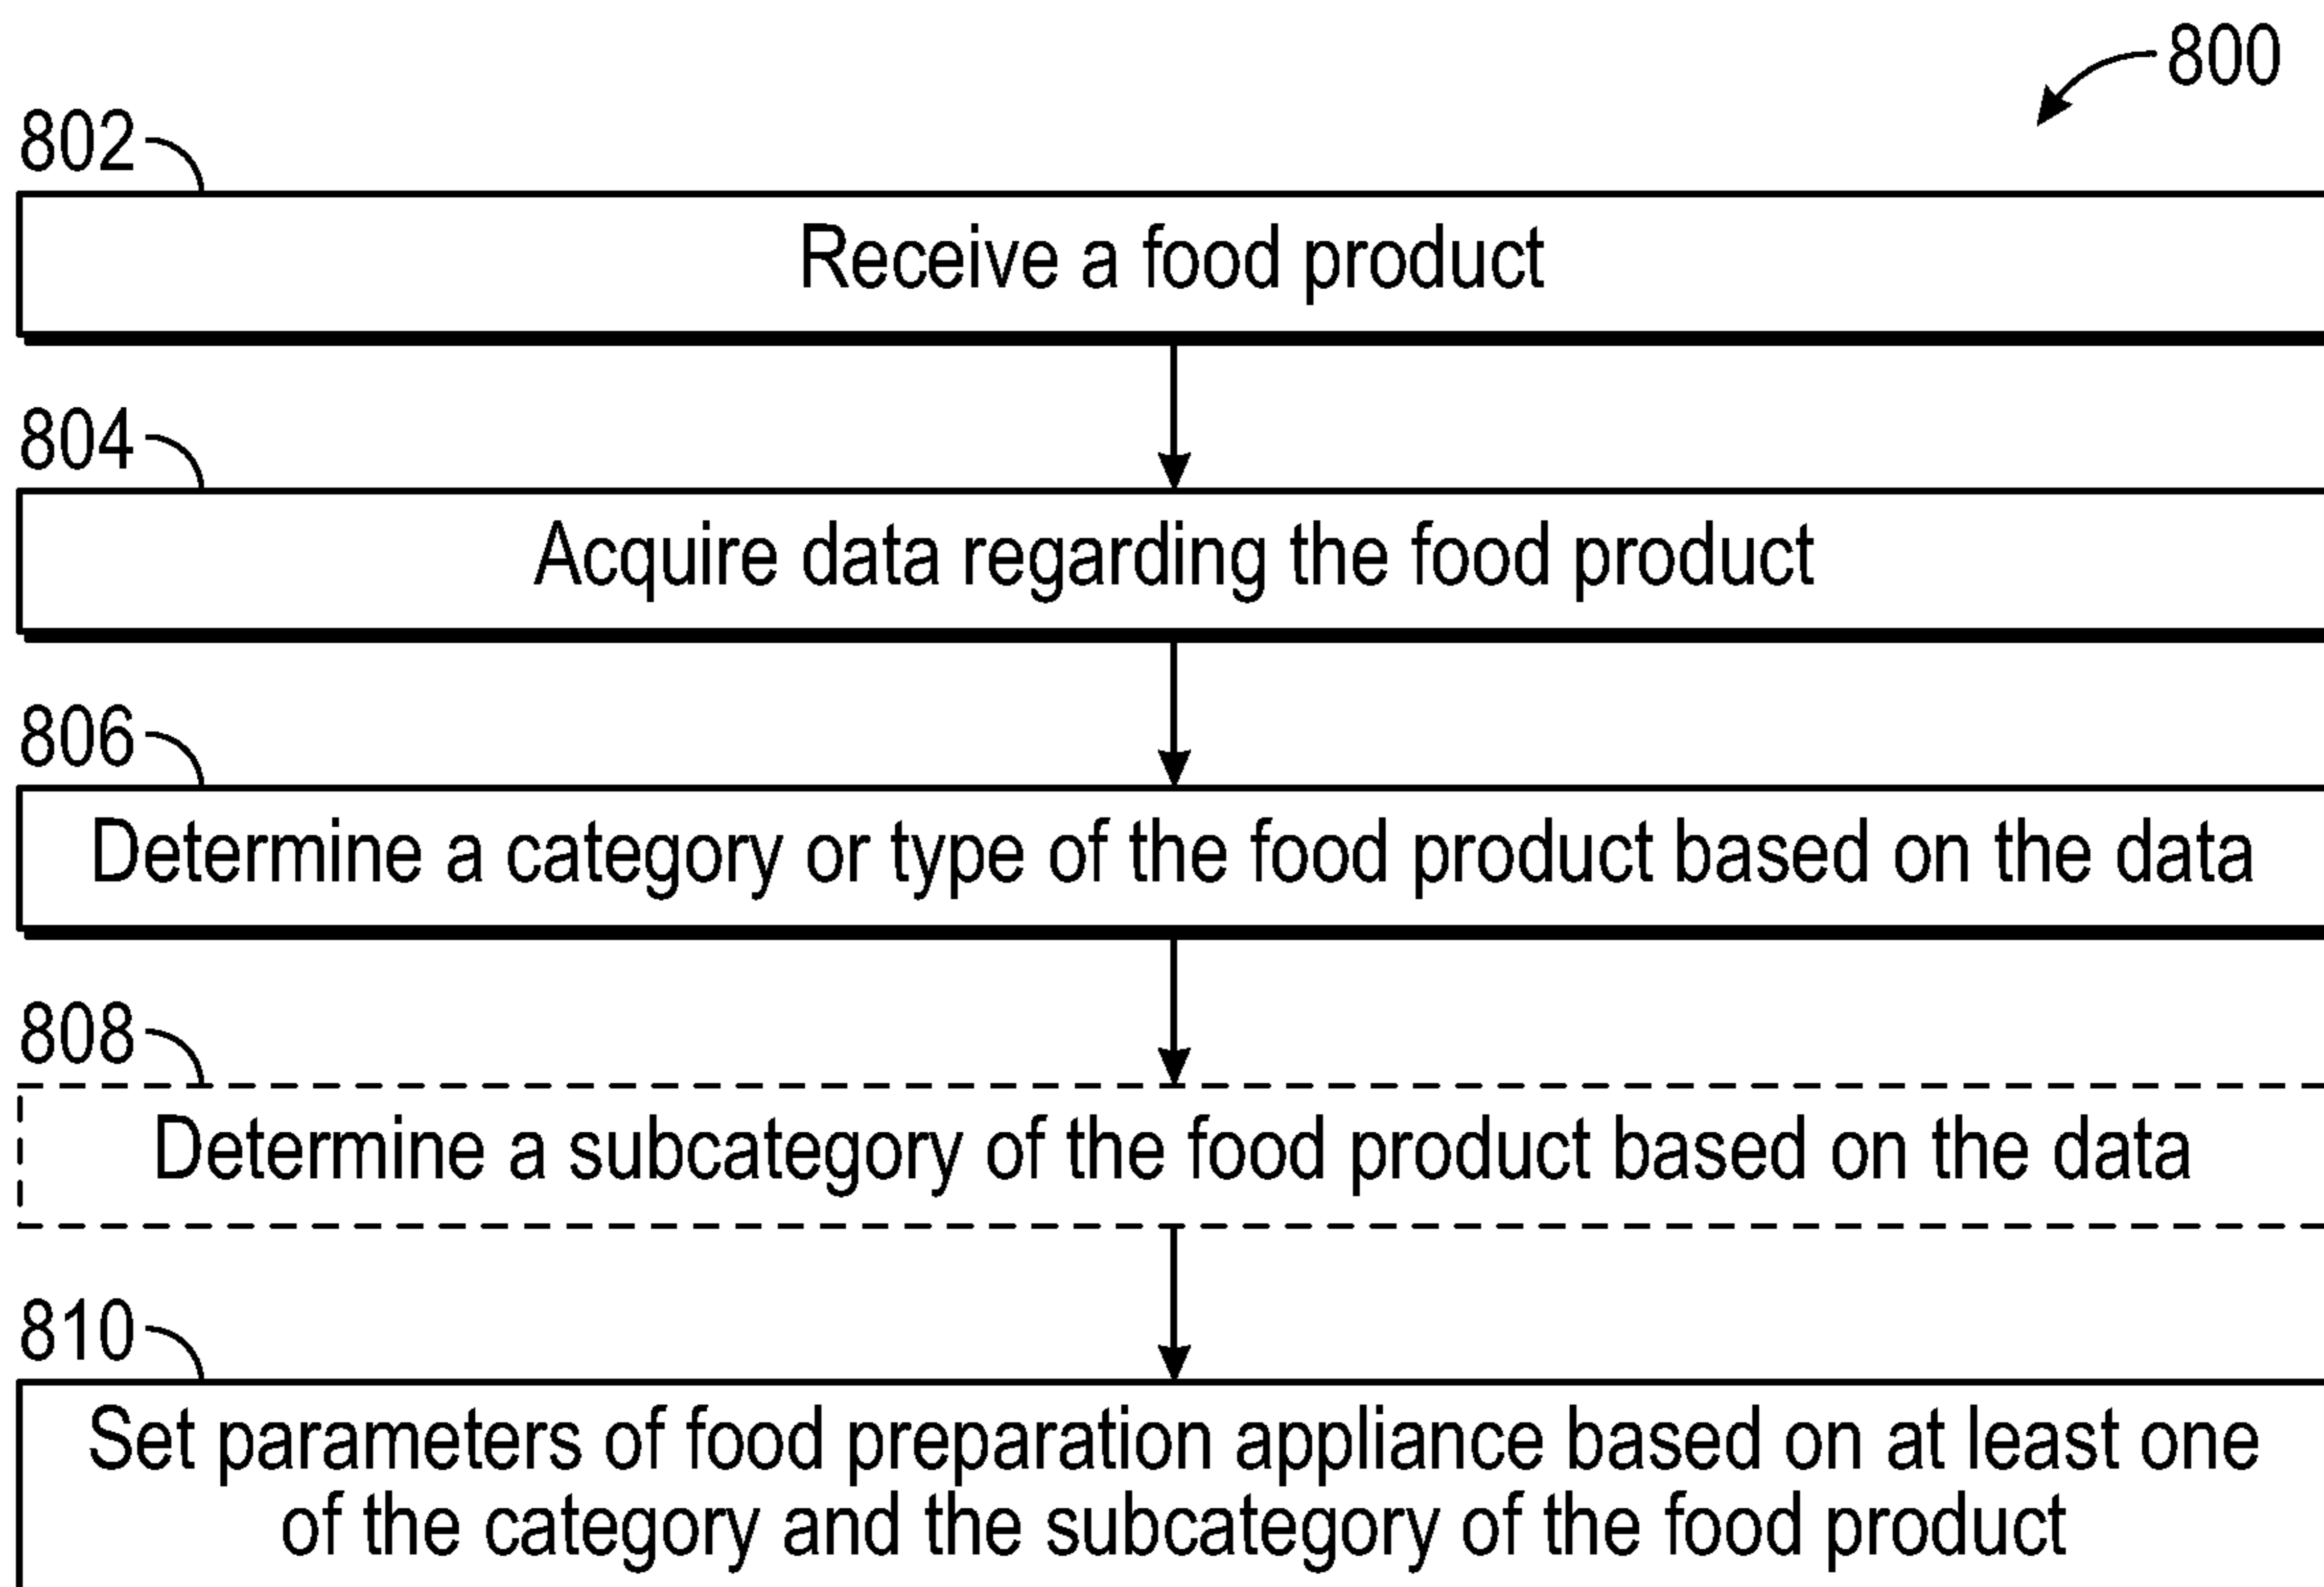 800
802
Receive a food product
804
Acquire data regarding the food product
806
Determine a category or type of the food product based on the data
808
Determine a subcategory of the food product based on the data
810
Set parameters of food preparation appliance based on at least one
of the category and the subcategory of the food product